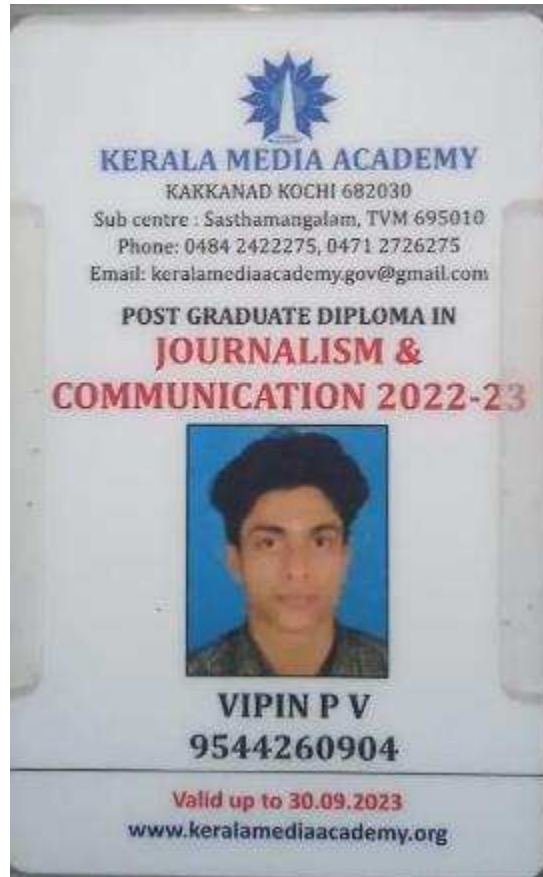 KERALA MEDIA ACADEMY
KAKKANAD KOCHI 682030
Sub centre : Sasthamangalam, TVM 695010
Phone: 0484 2422275, 0471 2726275
Email: keralamediaacademy.gov@gmail.com
POST GRADUATE DIPLOMA IN
JOURNALISM &
COMMUNICATION 2022-23
VIPIN P V
9544260904
Valid up to 30.09.2023
www.keralamediaacademy.org